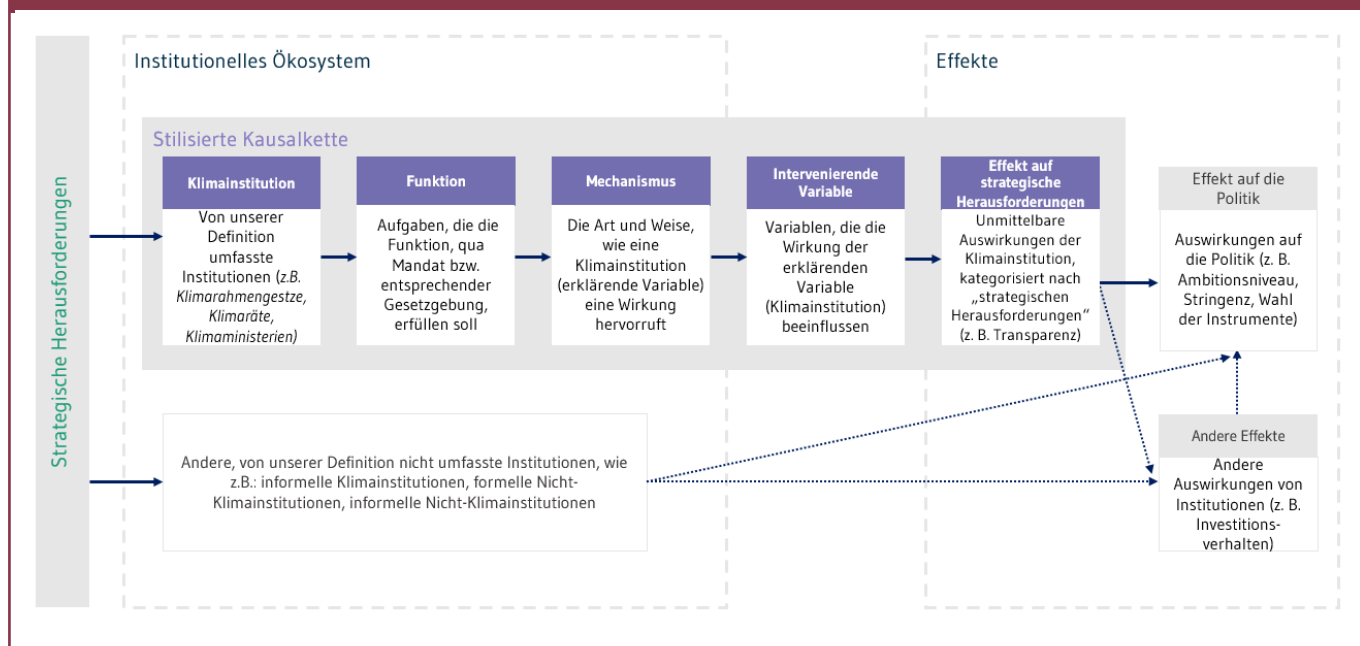 Strategische Herausforderungen
Institutionelles Ökosystem
Effekte
Stilisierte Kausalkette
Klimainstitution
Von unserer
Definition
umfasste
Institutionen (z.B.
Klimarahmengestze,
Klimaräte,
Klimaministerien)
Funktion
Aufgaben, die die
Funktion, qua
Mandat bzw.
entsprechender
Gesetzgebung,
erfüllen soll
Mechanismus
Die Art und Weise,
wie eine
Klimainstitution
(erklärende Variable)
eine Wirkung
hervorruft
Intervenierende
Variable
Variablen, die die
Wirkung der
erklärenden
Variable
(Klimainstitution)
beeinflussen
Effekt auf
strategische
Herausforderungen
Unmittelbare
Auswirkungen der
Klimainstitution,
kategorisiert nach
„strategischen
Herausforderungen“
(z. B. Transparenz)
Effekt auf die
Politik
Auswirkungen auf
die Politik (z. B.
Ambitionsniveau,
Stringenz, Wahl
der Instrumente)
Andere, von unserer Definition nicht umfasste Institutionen, wie
z.B.: informelle Klimainstitutionen, formelle Nicht-
Klimainstitutionen, informelle Nicht-Klimainstitutionen
Andere Effekte
Andere
Auswirkungen von
Institutionen (z. B.
Investitions-
verhalten)